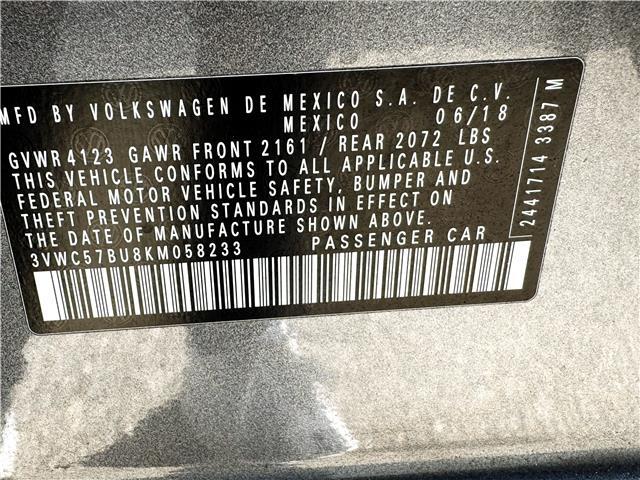 MFD BY VOLKSWAGEN DE MEXICO S.A. DE C.V.
MEXICO 06/18
GVWR4123 GAWR FRONT 2161 / REAR 2072 LBS
THIS VEHICLE CONFORMS TO ALL APPLICABLE U.S.
FEDERAL MOTOR VEHICLE SAFETY, BUMPER AND
THEFT PREVENTION STANDARDS IN EFFECT ON
THE DATE OF MANUFACTURE SHOWN ABOVE.
3VWC57BU8KM058233 PASSENGER CAR
2441714 3387 M